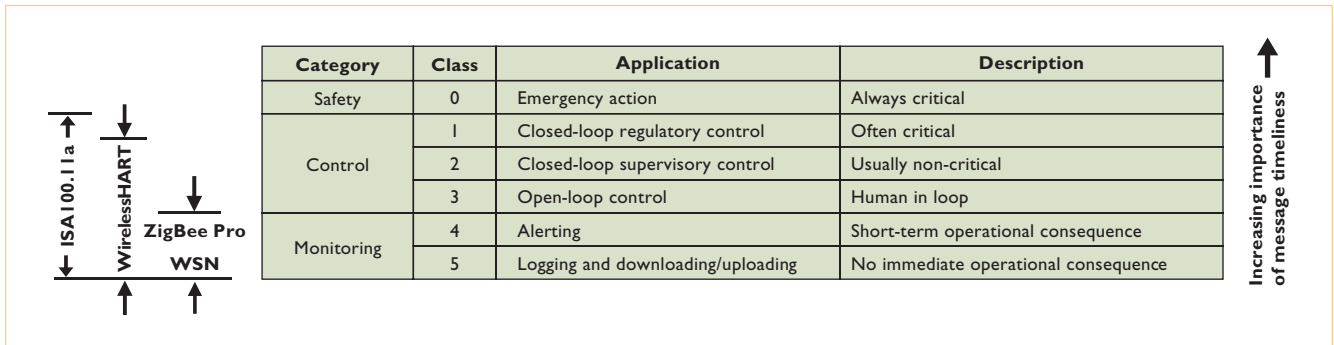 Category Class Application Description
Safety 0 Emergency action Always critical
Control
1 Closed-loop regulatory control Often critical
2 Closed-loop supervisory control Usually non-critical
3 Open-loop control Human in loop
Monitoring
4 Alerting Short-term operational consequence
5 Logging and downloading/uploading No immediate operational consequence
ISA100.11a
WirelessHART
ZigBee Pro
WSN
Increasing importance
of message timeliness